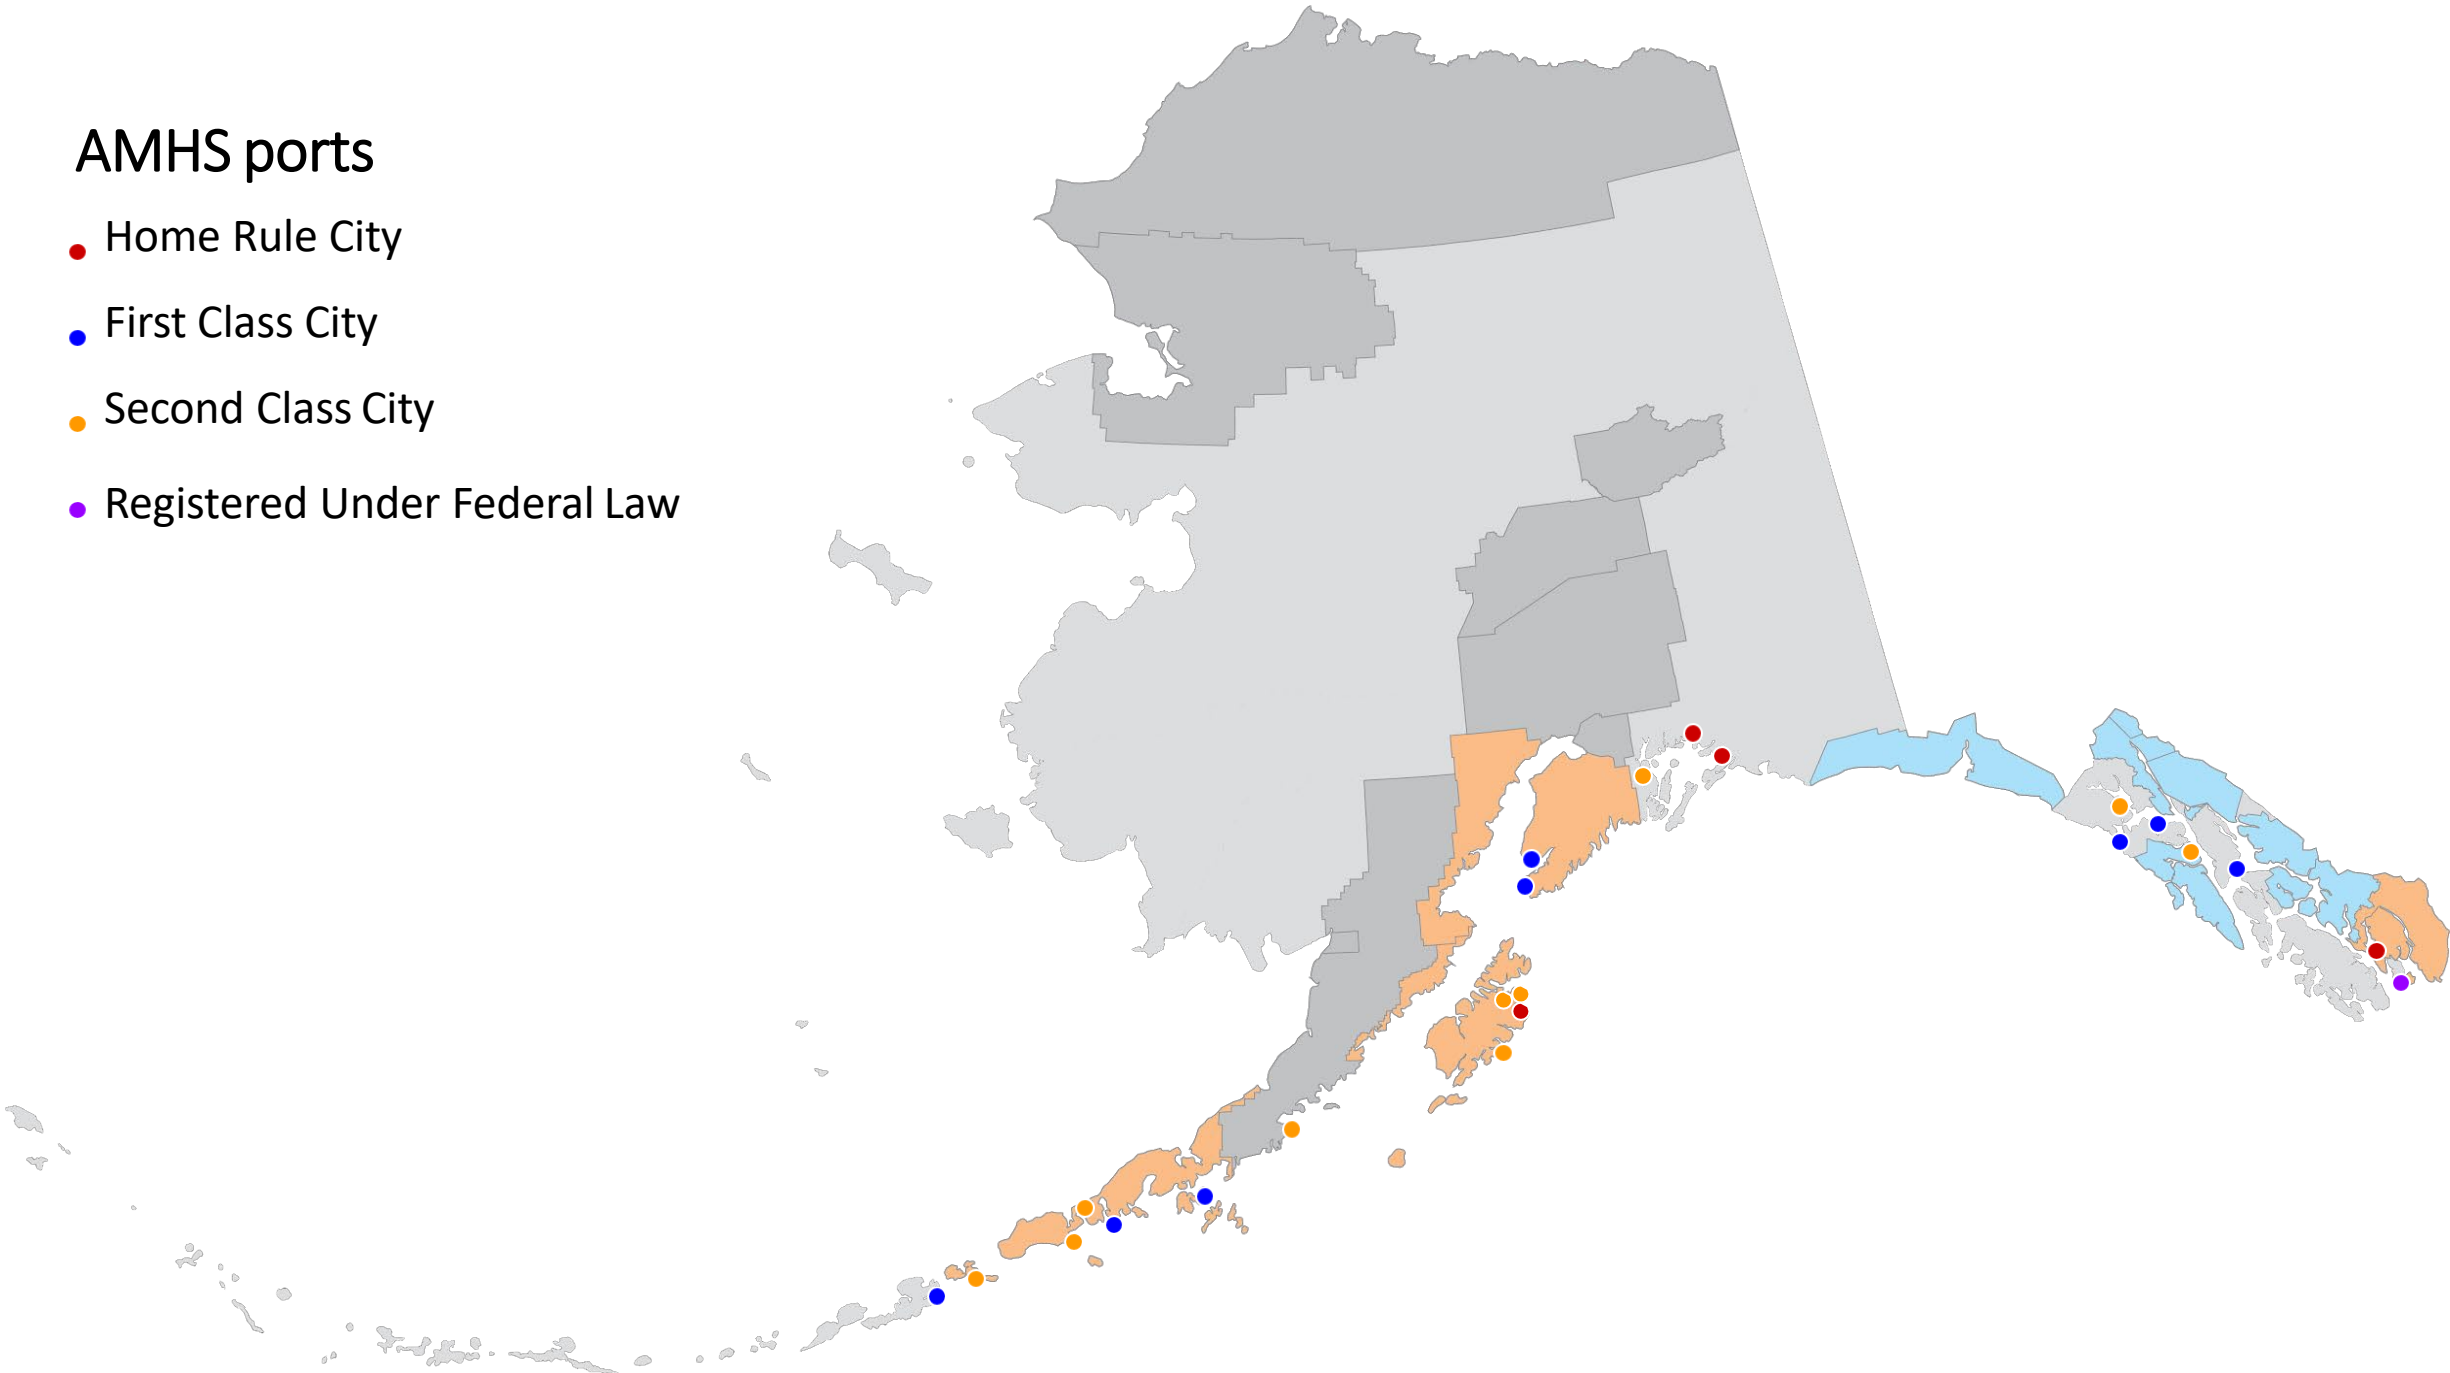 AMHS ports
Home Rule City
First Class City
Second Class City
Registered Under Federal Law